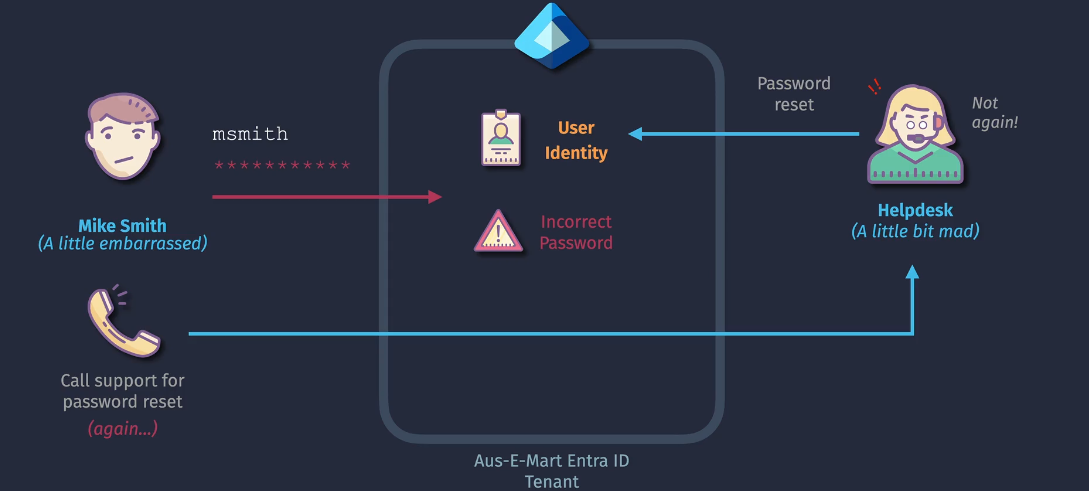 msmith
***********
Mike Smith
(A little embarrassed)
Call support for
password reset
(again...)
User
Identity
Incorrect
Password
Password
reset
Not
again!
Helpdesk
(A little bit mad)
Aus-E-Mart Entra ID
Tenant